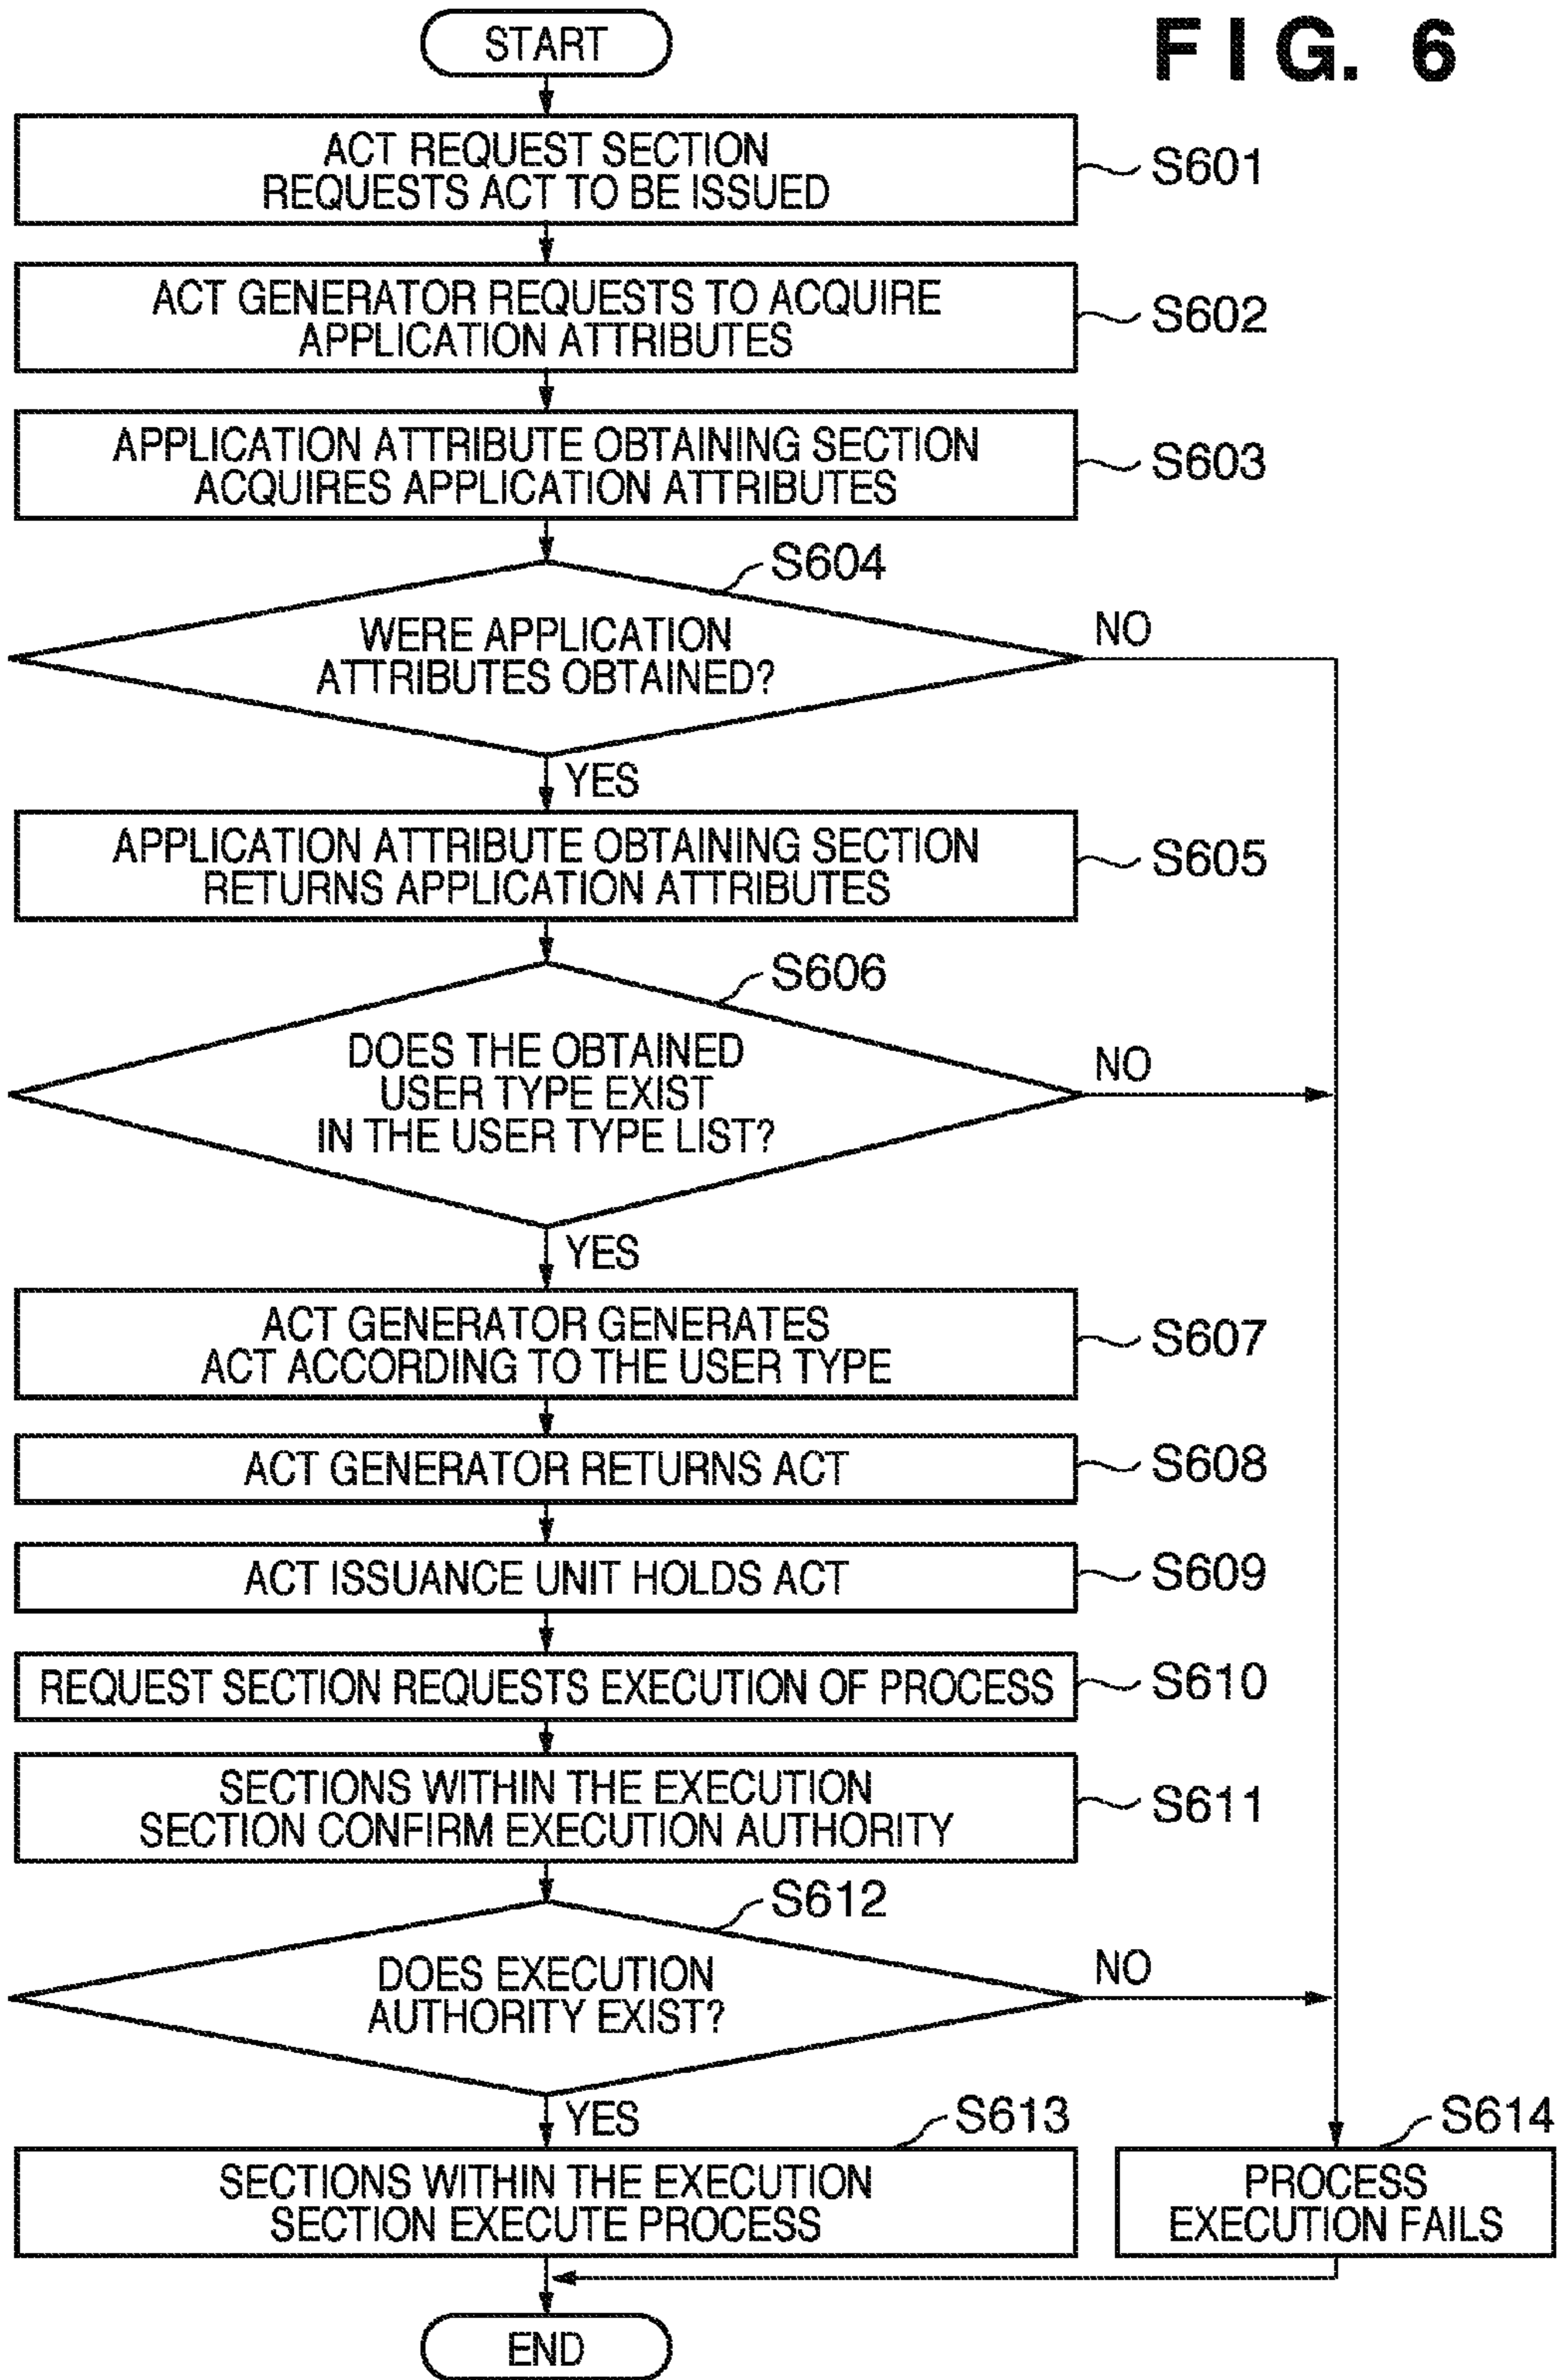 FIG. 6
START
ACT REQUEST SECTION
REQUESTS ACT TO BE ISSUED
S601
ACT GENERATOR REQUESTS TO ACQUIRE
APPLICATION ATTRIBUTES
S602
APPLICATION ATTRIBUTE OBTAINING SECTION
ACQUIRES APPLICATION ATTRIBUTES
S603
S604
WERE APPLICATION
ATTRIBUTES OBTAINED?
NO
YES
APPLICATION ATTRIBUTE OBTAINING SECTION
RETURNS APPLICATION ATTRIBUTES
S605
S606
DOES THE OBTAINED
USER TYPE EXIST
IN THE USER TYPE LIST?
NO
YES
ACT GENERATOR GENERATES
ACT ACCORDING TO THE USER TYPE
S607
ACT GENERATOR RETURNS ACT
S608
ACT ISSUANCE UNIT HOLDS ACT
S609
REQUEST SECTION REQUESTS EXECUTION OF PROCESS
S610
SECTIONS WITHIN THE EXECUTION
SECTION CONFIRM EXECUTION AUTHORITY
S611
S612
DOES EXECUTION
AUTHORITY EXIST?
NO
YES
S613
SECTIONS WITHIN THE EXECUTION
SECTION EXECUTE PROCESS
S614
PROCESS
EXECUTION FAILS
END